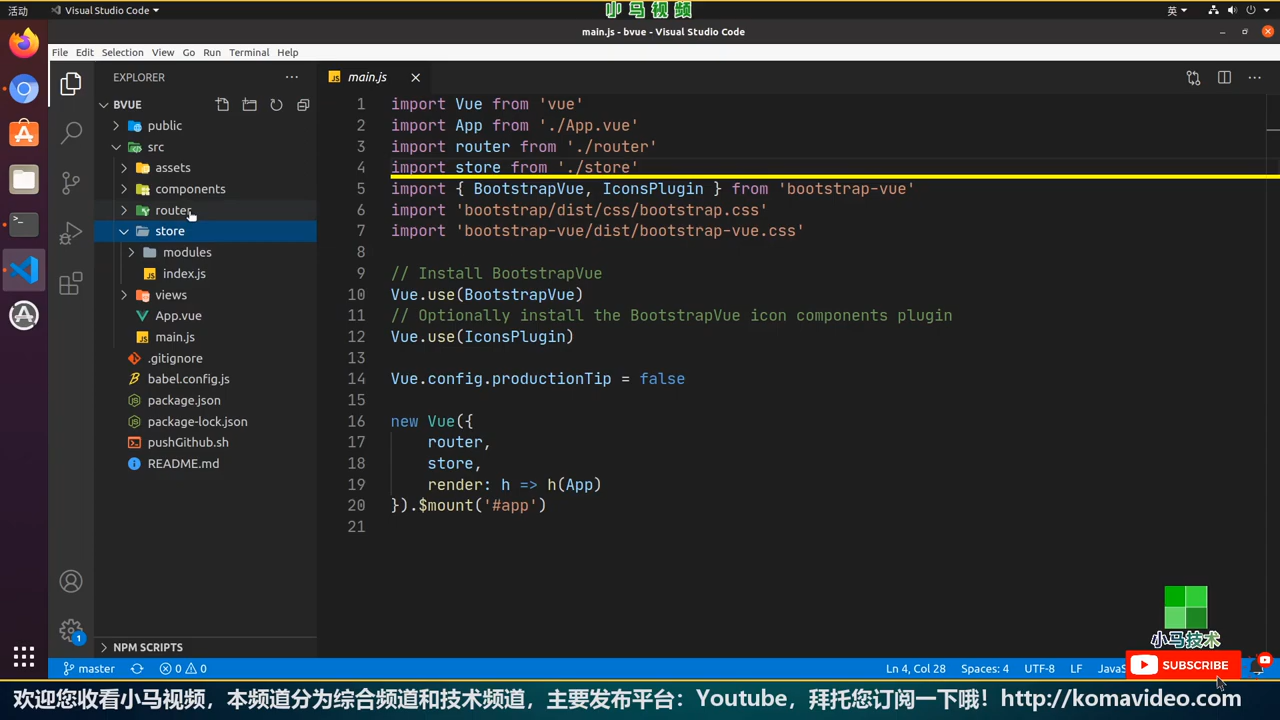 活动
Visual Studio Code
小马视频
英
main.js - bvue - Visual Studio Code
File Edit Selection View Go Run Terminal Help
EXPLORER
main.js
BVUE
public
src
assets
components
router
store
modules
index.js
views
App.vue
main.js
.gitignore
babel.config.js
package.json
package-lock.json
pushGithub.sh
README.md
NPM SCRIPTS
1 import Vue from 'vue'
2 import App from './App.vue'
3 import router from './router'
4 import store from './store'
5 import { BootstrapVue, IconsPlugin } from 'bootstrap-vue'
6 import 'bootstrap/dist/css/bootstrap.css'
7 import 'bootstrap-vue/dist/bootstrap-vue.css'
8
9 // Install BootstrapVue
10 Vue.use(BootstrapVue)
11 // Optionally install the BootstrapVue icon components plugin
12 Vue.use(IconsPlugin)
13
14 Vue.config.productionTip = false
15
16 new Vue({
17 router,
18 store,
19 render: h => h(App)
20 }).$mount('#app')
21
1
小马技术
SUBSCRIBE
master 0 0 Ln 4, Col 28 Spaces: 4 UTF-8 LF
欢迎您收看小马视频，本频道分为综合频道和技术频道，主要发布平台：Youtube，拜托您订阅一下哦！http://komavideo.com